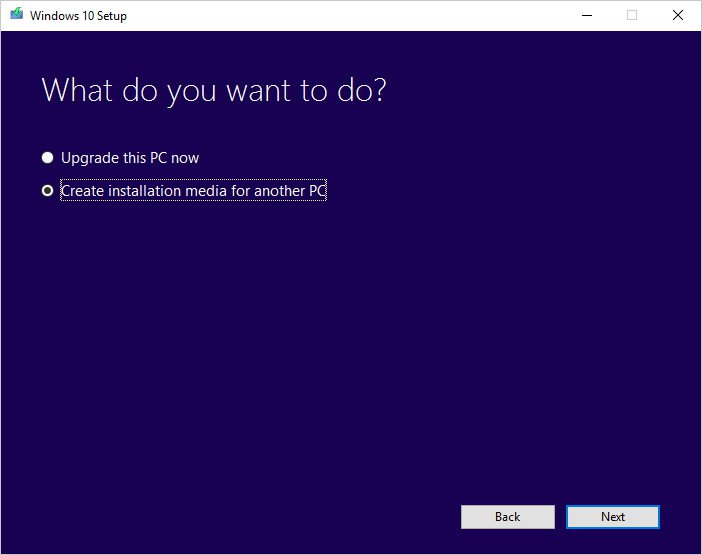 Windows 10 Setup
What do you want to do?
Upgrade this PC now
Create installation media for another PC
Back Next